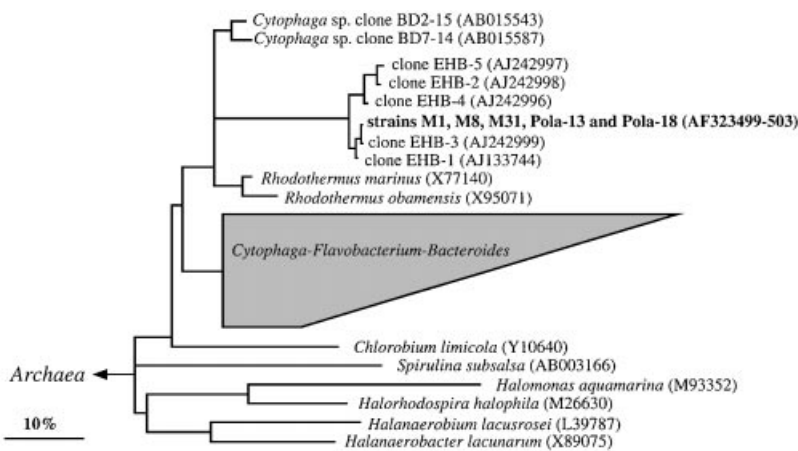 Cytophaga sp. clone BD2-15 (AB015543)
Cytophaga sp. clone BD7-14 (AB015587)
clone EHB-5 (AJ242997)
clone EHB-2 (AJ242998)
clone EHB-4 (AJ242996)
strains M1, M8, M31, Pola-13 and Pola-18 (AF323499-503)
clone EHB-3 (AJ242999)
clone EHB-1 (AJ133744)
Rhodothermus marinus (X77140)
Rhodothermus obamensis (X95071)
Cytophaga-Flavobacterium-Bacteroides
Chlorobium limicola (Y10640)
Spirulina subsalsa (AB003166)
Archaea
Halomonas aquamarina (M93352)
Halorhodospira halophila (M26630)
Halanaerobium lacusrosei (L39787)
Halanaerobacter lacunarum (X89075)
10%